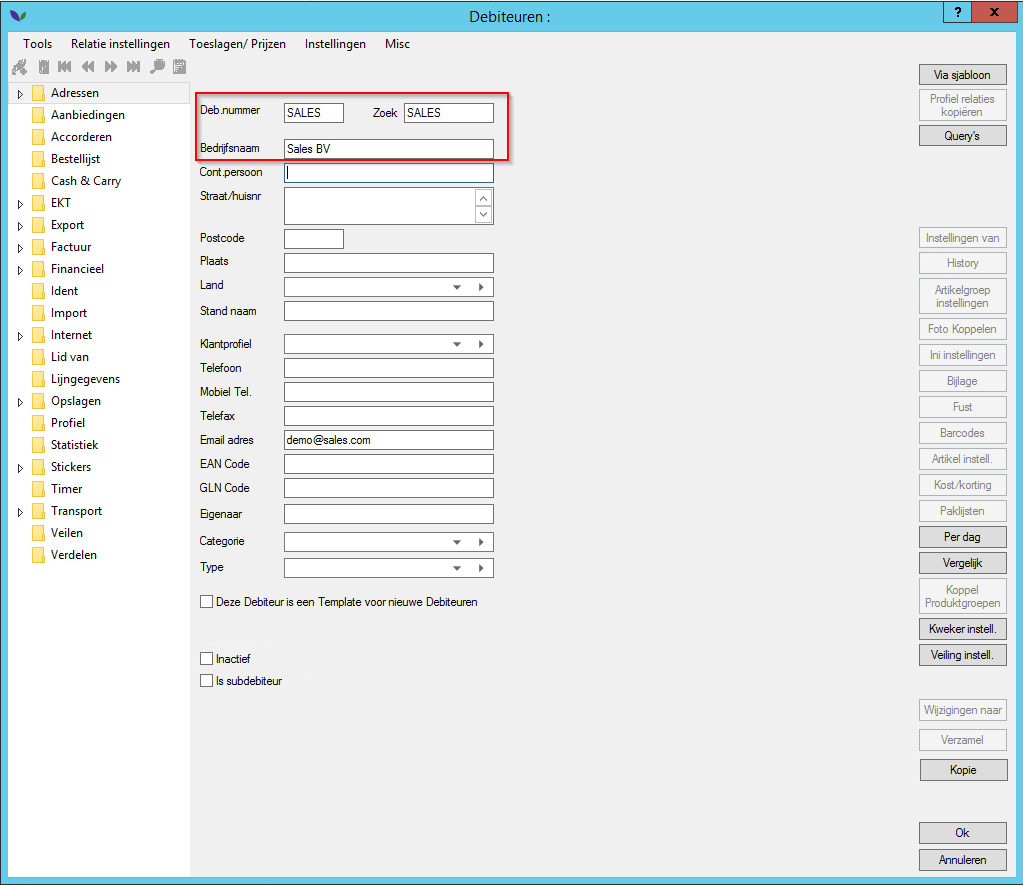 Debiteuren :
?
X
Tools Relatie instellingen Toeslagen/ Prijzen Instellingen Misc
Adressen
Aanbiedingen
Accorderen
Bestellijst
Cash & Carry
EKT
Export
Factuur
Financieel
Ident
Import
Internet
Lid van
Lijngegevens
Opslagen
Profiel
Statistiek
Stickers
Timer
Transport
Veilen
Verdelen
Deb.nummer SALES Zoek SALES
Bedrijfsnaam Sales BV
Cont.persoon
Straat/huisnr
Postcode
Plaats
Land
Stand naam
Klantprofiel
Telefoon
Mobiel Tel.
Telefax
Email adres demo@sales.com
EAN Code
GLN Code
Eigenaar
Categorie
Type
Deze Debiteur is een Template voor nieuwe Debiteuren
Inactief
Is subdebiteur
Via sjabloon
Profiel relaties
kopiëren
Query's
Instellingen van
History
Artikelgroep
instellingen
Foto Koppelen
Ini instellingen
Bijlage
Fust
Barcodes
Artikel instell.
Kost/korting
Paklijsten
Per dag
Vergelijk
Koppel
Produktgroepen
Kweker instell.
Veiling instell.
Wijzigingen naar
Verzamel
Kopie
Ok
Annuleren